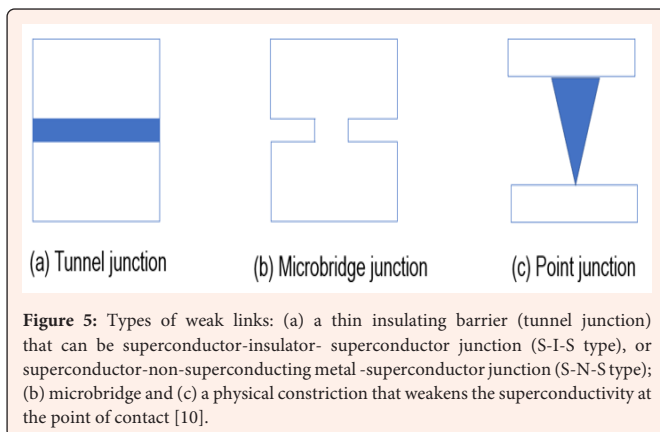 (a) Tunnel junction
(b) Microbridge junction
(c) Point junction
Figure 5: Types of weak links: (a) a thin insulating barrier (tunnel junction)
that can be superconductor-insulator- superconductor junction (S-I-S type), or
superconductor-non-superconducting metal -superconductor junction (S-N-S type);
(b) microbridge and (c) a physical constriction that weakens the superconductivity at
the point of contact [10].